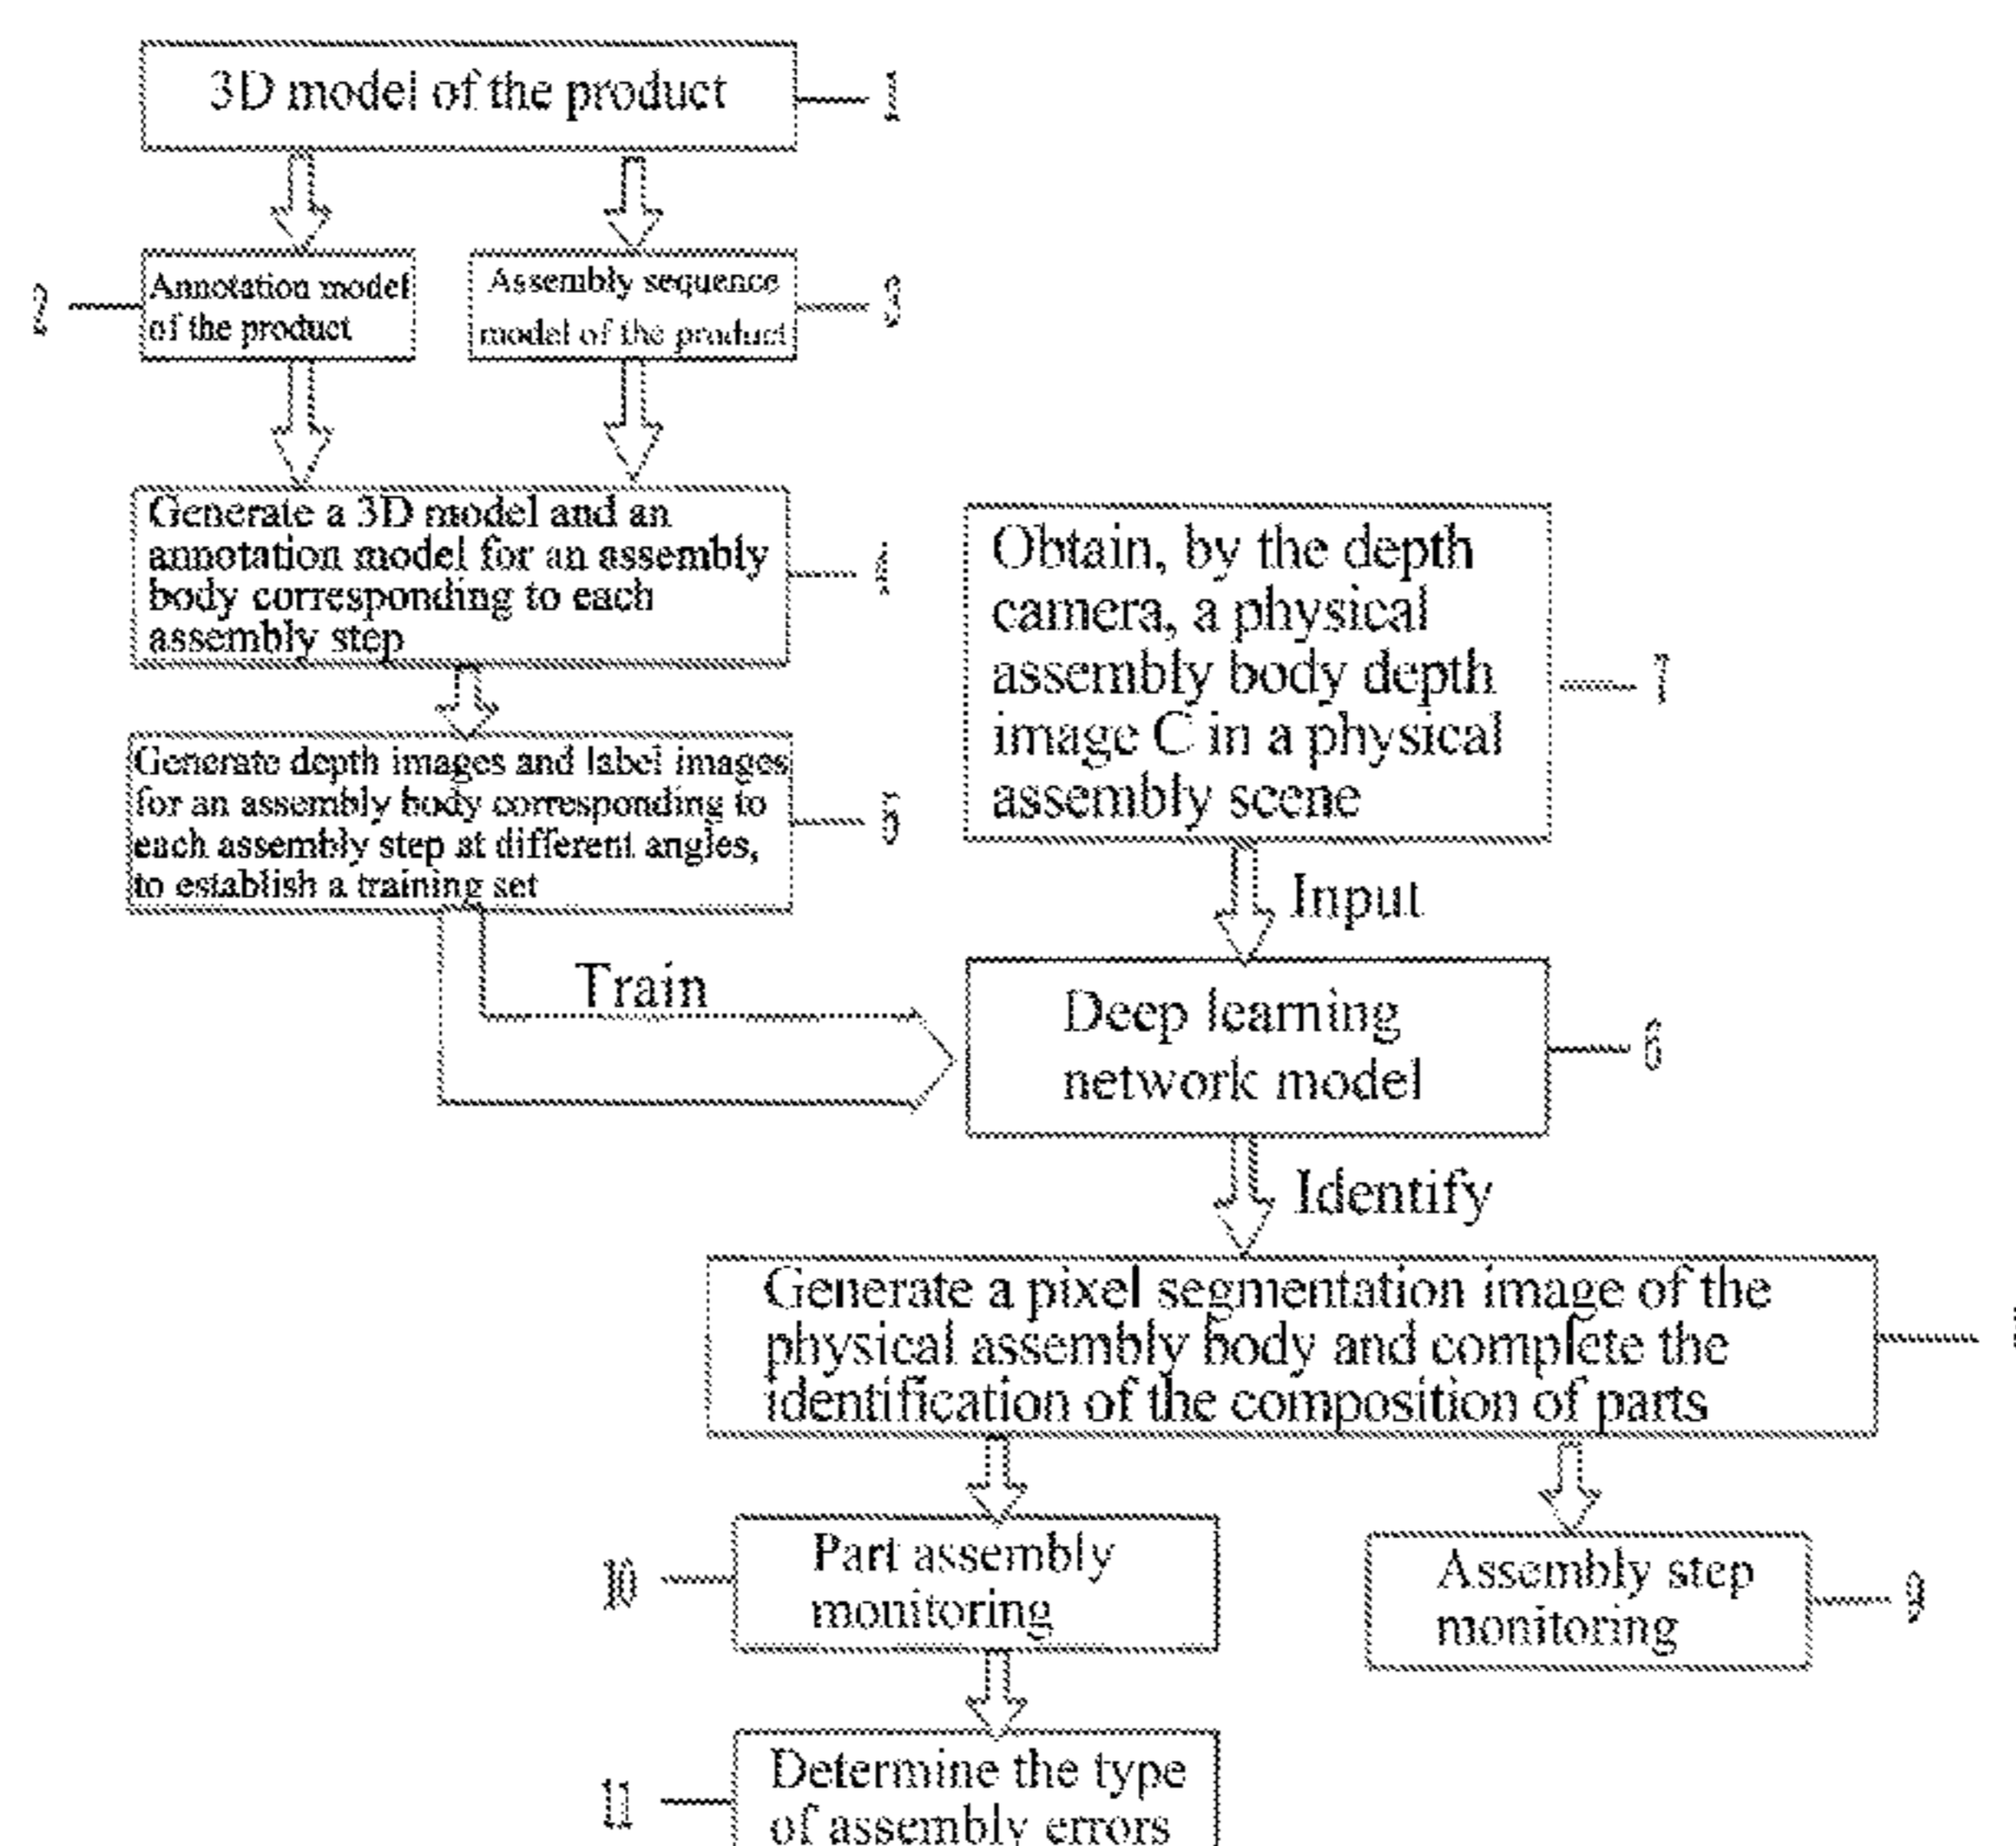 3D model of the product
1
2
Annotation model
of the product
Assembly sequence
model of the product
3
Generate a 3D model and an
annotation model for an assembly
body corresponding to each
assembly step
4
Obtain, by the depth
camera, a physical
assembly body depth
image C in a physical
assembly scene
7
Generate depth images and label images
for an assembly body corresponding to
each assembly step at different angles,
to establish a training set
5
Input
Train
Deep learning
network model
6
Identify
Generate a pixel segmentation image of the
physical assembly body and complete the
identification of the composition of parts
10
Part assembly
monitoring
Assembly step
monitoring
9
11
Determine the type
of assembly errors